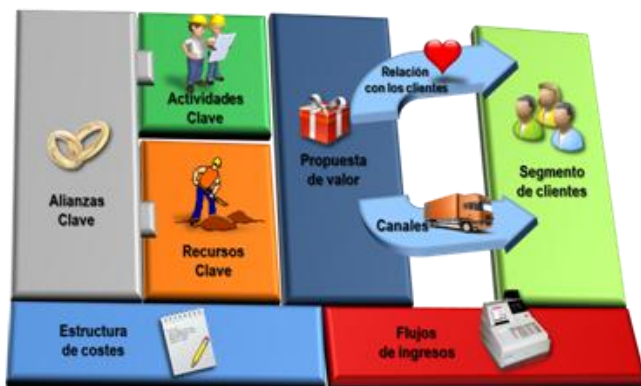 Alianzas
Clave
Actividades
Clave
Recursos
Clave
Propuesta
de valor
Relación
con los clientes
Canales
Segmento
de clientes
Estructura
de costes
Flujos
de ingresos